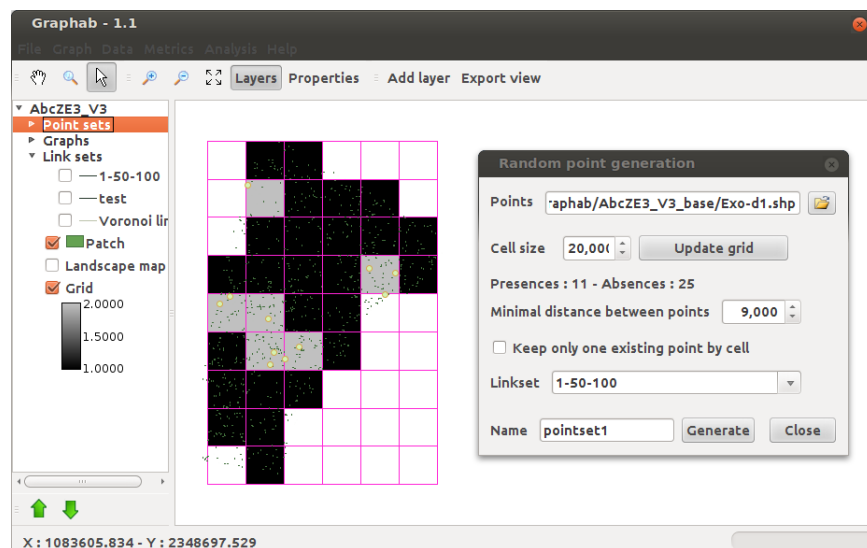 Graphab - 1.1
File Graph Data Metrics Analysis Help
Layers Properties Add layer Export view
AbcZE3_V3
Point sets
Graphs
Link sets
1-50-100
test
Voronoi lin
Patch
Landscape map
Grid
2.0000
1.5000
1.0000
Random point generation
Points raphab/AbcZE3_V3_base/Exo-d1.shp
Cell size 20,00 Update grid
Presences : 11 - Absences : 25
Minimal distance between points 9,000
Keep only one existing point by cell
Linkset 1-50-100
Name pointset1 Generate Close
X : 1083605.834 - Y : 2348697.529